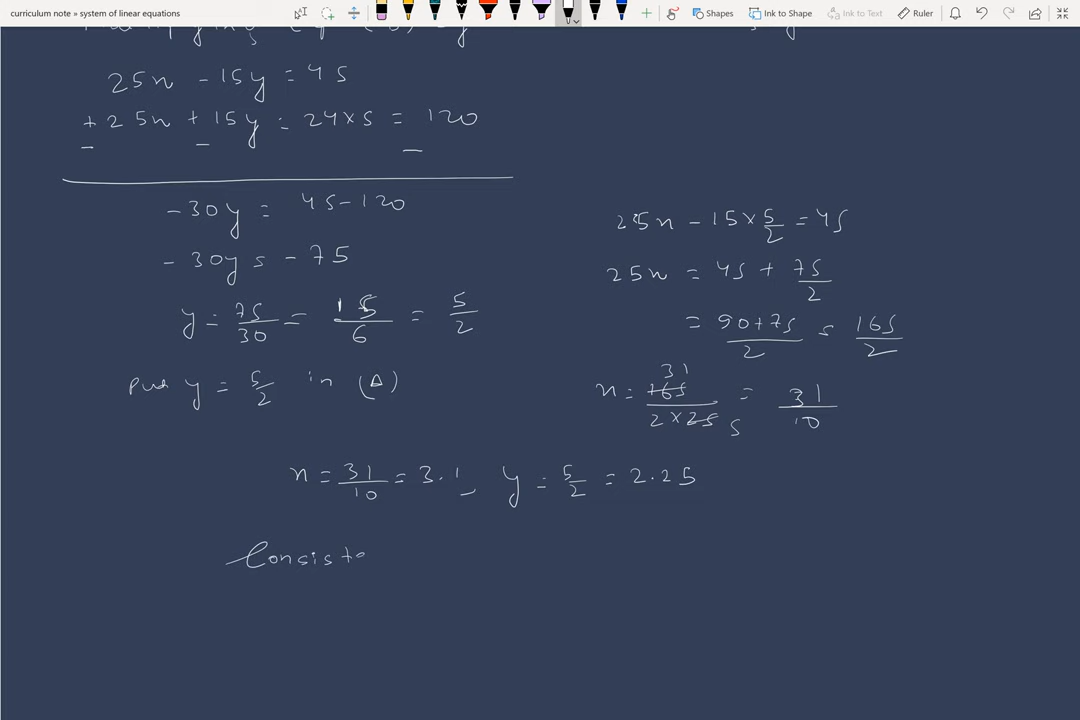 curriculum note » system of linear equations
Shapes Ink to Shape Ink to Text Ruler
25x - 15y = 45
+ 25x + 15y = 24×5 = 120
- - -
-30y = 45-120
-30y = -75
y = 75/30 = 15/6 = 5/2
Put y = 5/2 in (A)
25x - 15×5/2 = 45
25x = 45 + 75/2
= 90+75/2 = 165/2
31
x = 165/2×25 = 31/10
5
x = 31/10 = 3.1, y = 5/2 = 2.25
Consiste